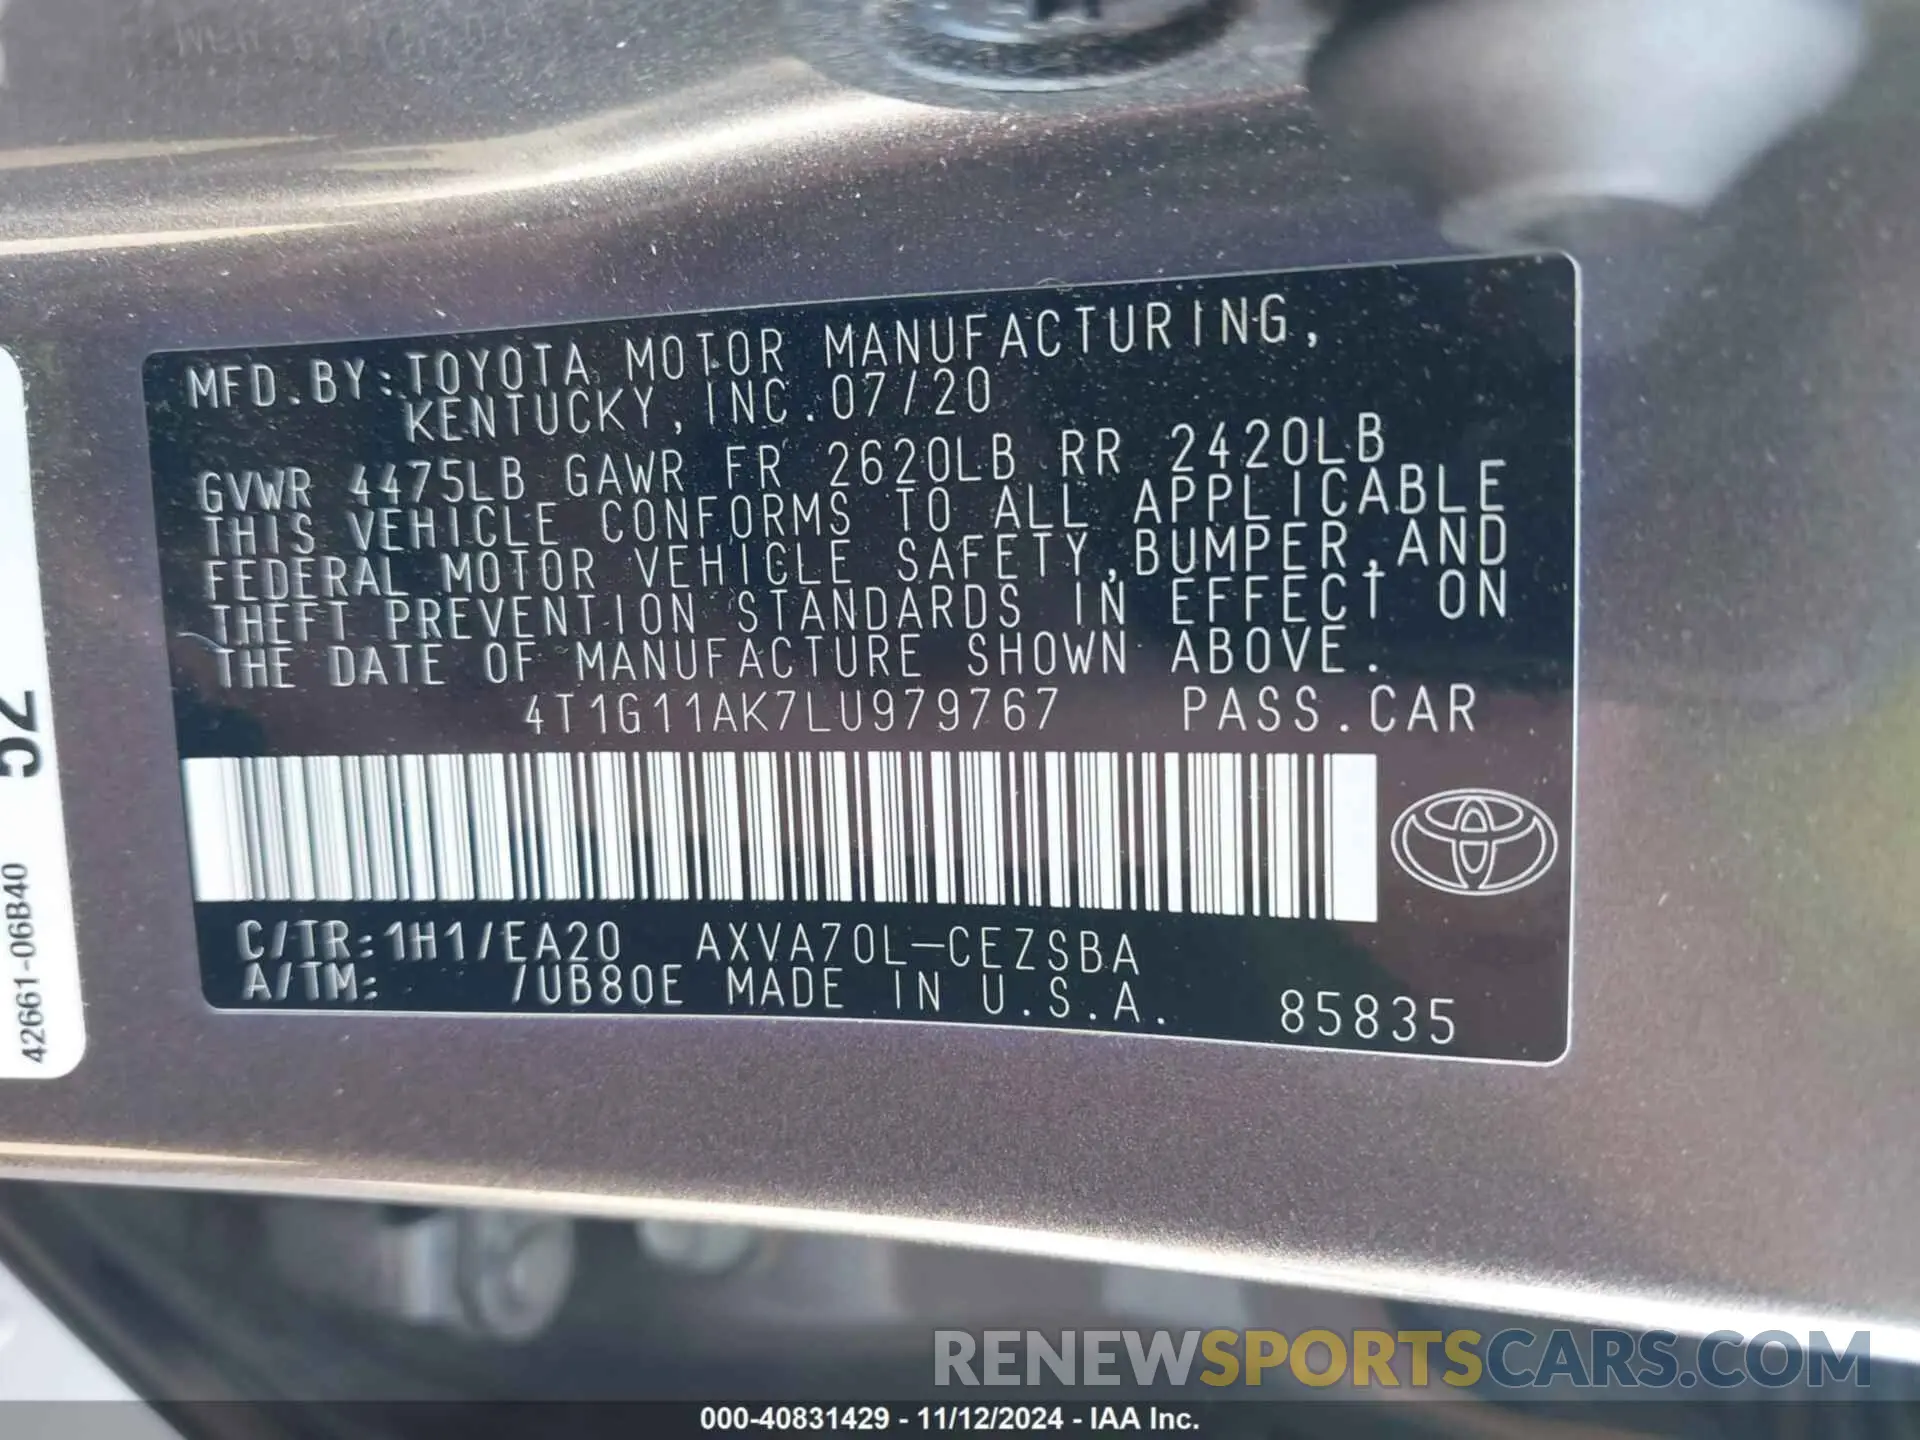 MFD.BY:TOYOTA MOTOR MANUFACTURING,
KENTUCKY, INC.07/20
GVWR 4475LB GAWR FR 2620LB RR 2420LB
THIS VEHICLE CONFORMS TO ALL APPLICABLE
FEDERAL MOTOR VEHICLE SAFETY,BUMPER,AND
THEFT PREVENTION STANDARDS IN EFFECT ON
THE DATE OF MANUFACTURE SHOWN ABOVE.
4T1G11AK7LU979767 PASS.CAR
C/TR:1H1/EA20 AXVA70L-CEZSBA
A/TM: /UB80E MADE IN U.S.A. 85835
52
42661-06B40
RENEWSPORTSCARS.COM
000-40831429 - 11/12/2024 - IAA Inc.